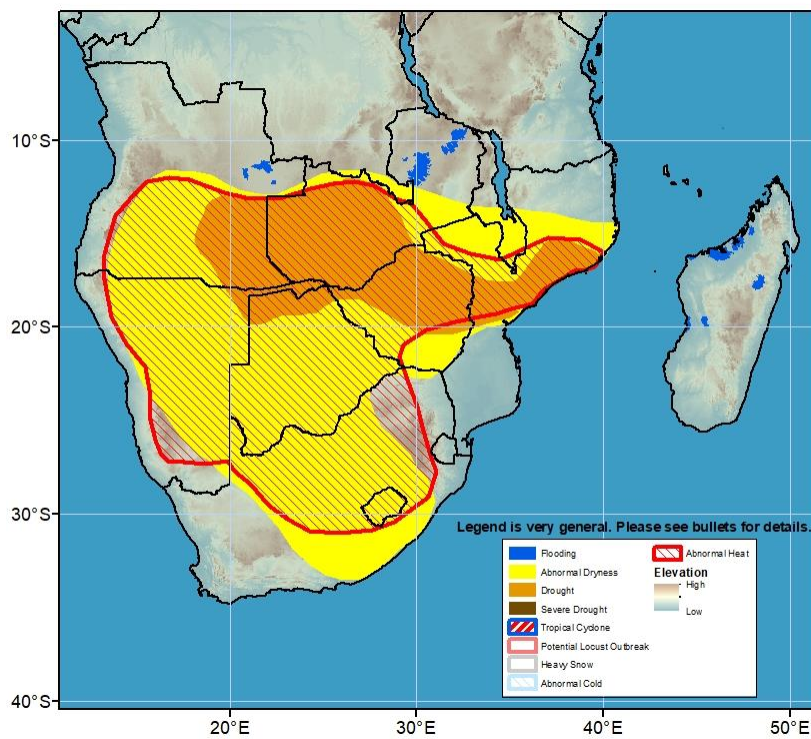 10°S
20°S
30°S
Legend is very general. Please see bullets for details.
Flooding
Abnormal Heat
Abnormal Dryness
Elevation
Drought
High
Severe Drought
Low
Tropical Cyclone
Potential Locust Outbreak
Heavy Snow
Abnormal Cold
40°S
20°E
30°E
40°E
50°E